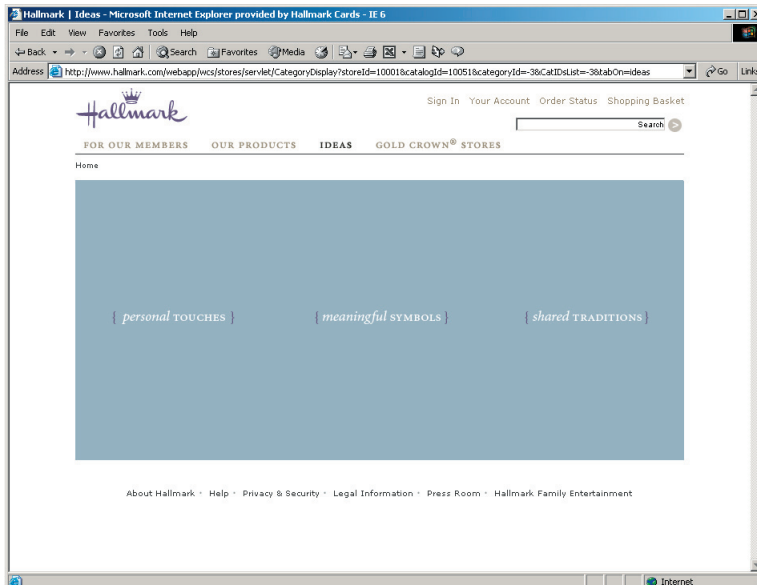 Hallmark | Ideas - Microsoft Internet Explorer provided by Hallmark Cards - IE 6
File Edit View Favorites Tools Help
Back Search Favorites Media
Address http://www.hallmark.com/webapp/wcs/stores/servlet/CategoryDisplay?storeId=10001&catalogId=10051&categoryId=-3&CatIDsList=-3&tabOn=ideas Go Links
Hallmark
Sign In Your Account Order Status Shopping Basket
Search
FOR OUR MEMBERS OUR PRODUCTS IDEAS GOLD CROWN® STORES
Home
{ personal TOUCHES } { meaningful SYMBOLS } { shared TRADITIONS }
About Hallmark · Help · Privacy & Security · Legal Information · Press Room · Hallmark Family Entertainment
Internet